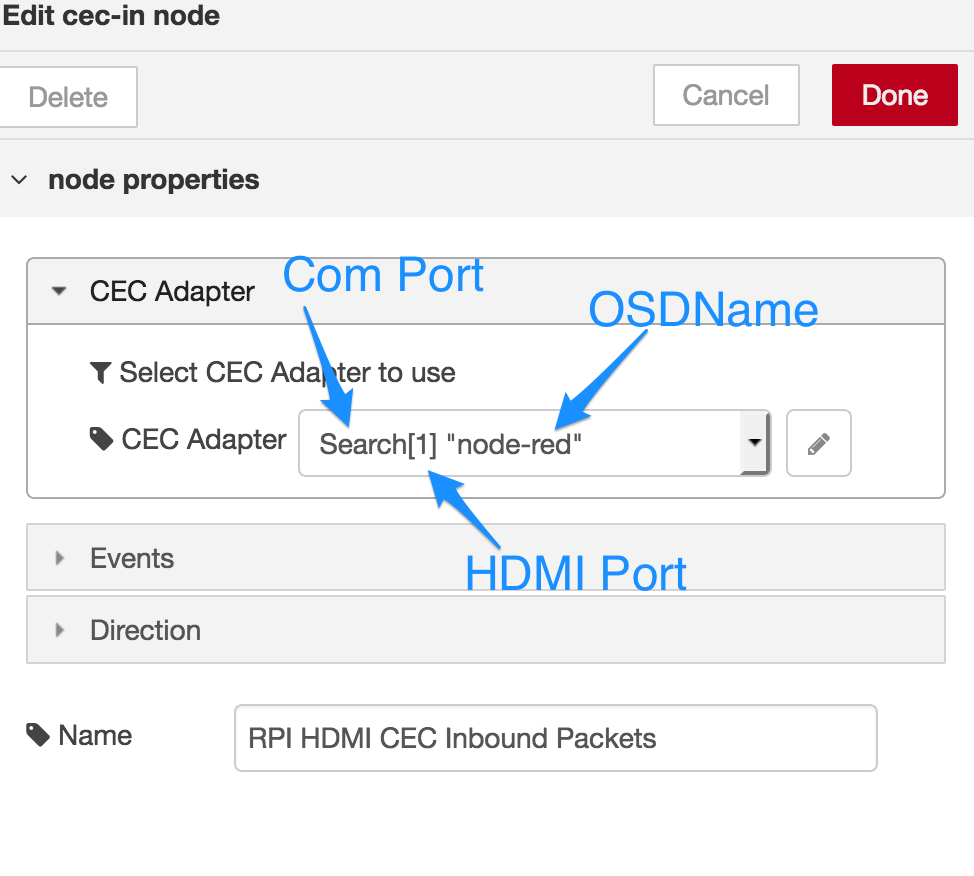 Edit cec-in node
Delete
Cancel
Done
node properties
CEC Adapter
Com Port
OSDName
Select CEC Adapter to use
CEC Adapter
Search[1] "node-red"
HDMI Port
Events
Direction
Name
RPI HDMI CEC Inbound Packets